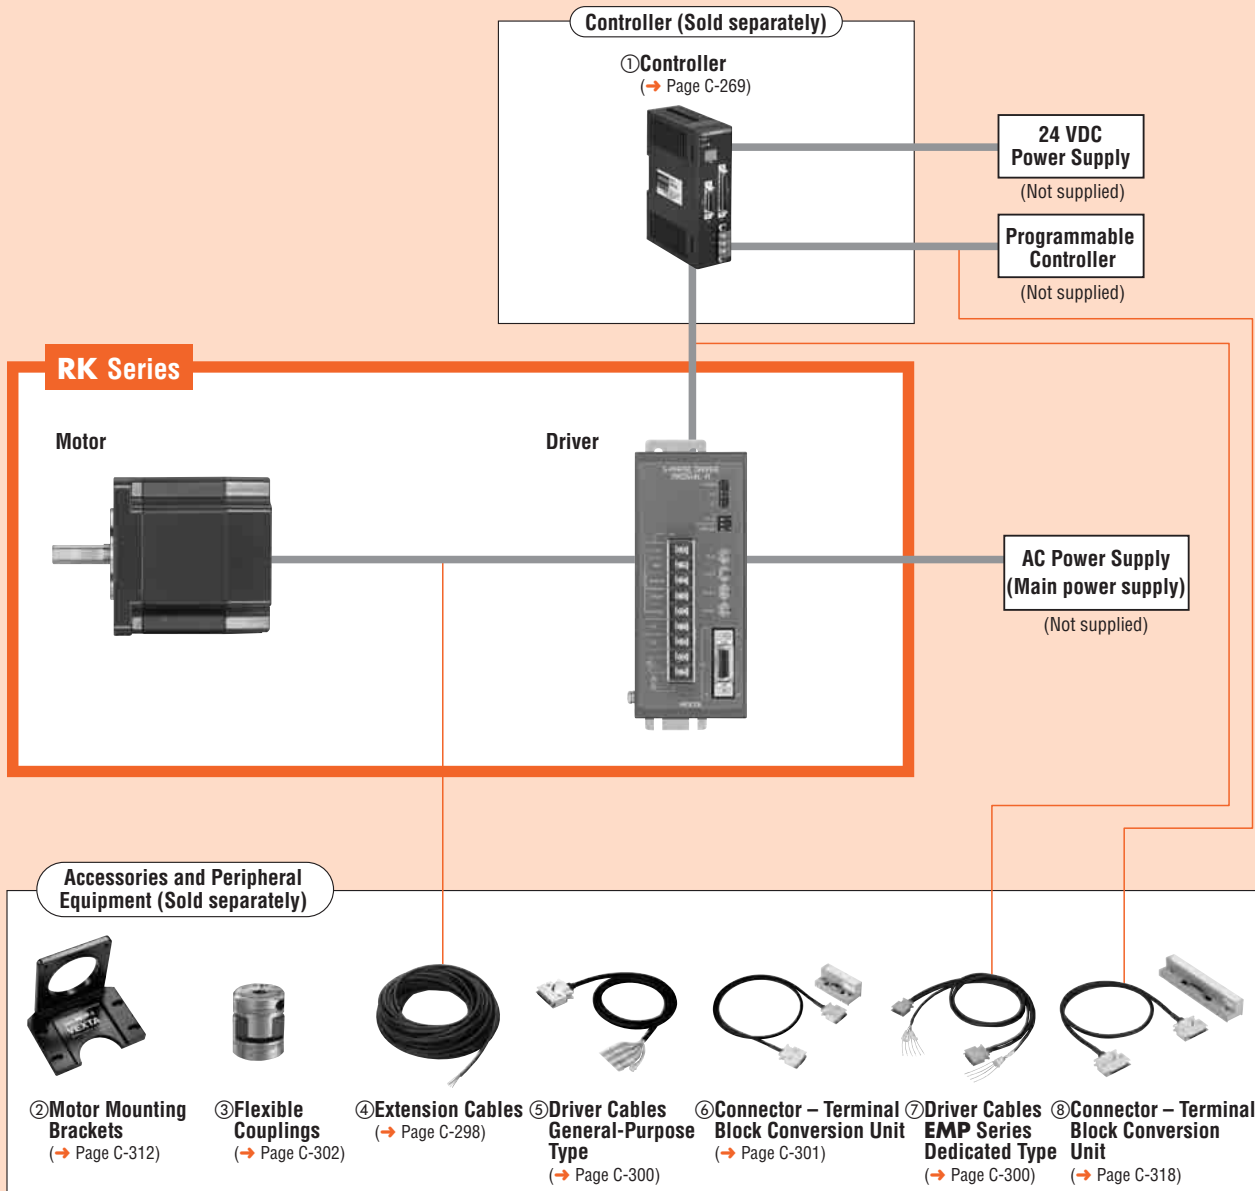 Controller (Sold separately)
①Controller
(➜ Page C-269)
24 VDC
Power Supply
(Not supplied)
Programmable
Controller
(Not supplied)
RK Series
Motor
Driver
AC Power Supply
(Main power supply)
(Not supplied)
Accessories and Peripheral
Equipment (Sold separately)
VEXTA
②Motor Mounting
Brackets
(➜ Page C-312)
③Flexible
Couplings
(➜ Page C-302)
④Extension Cables
(➜ Page C-298)
⑤Driver Cables
General-Purpose
Type
(➜ Page C-300)
⑥Connector – Terminal
Block Conversion Unit
(➜ Page C-301)
⑦Driver Cables
EMP Series
Dedicated Type
(➜ Page C-300)
⑧Connector – Terminal
Block Conversion
Unit
(➜ Page C-318)